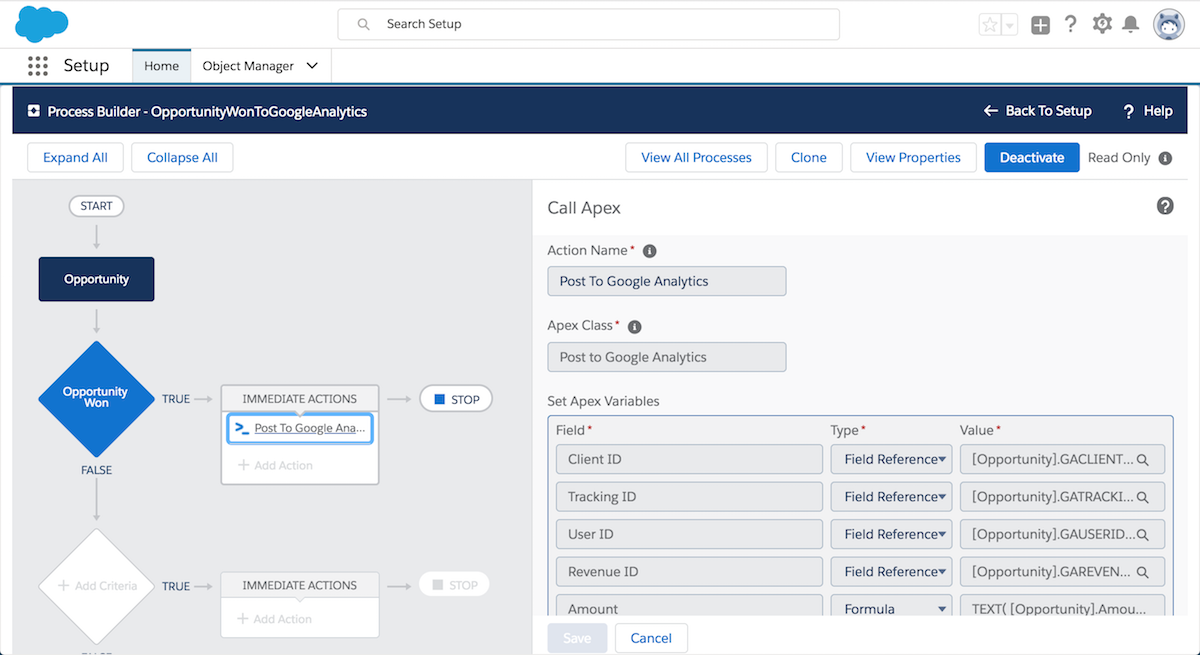 Search Setup
Setup
Home
Object Manager
Process Builder - OpportunityWonToGoogleAnalytics
Back To Setup
? Help
Expand All
Collapse All
View All Processes
Clone
View Properties
Deactivate
Read Only
START
Opportunity
Opportunity
Won
TRUE
IMMEDIATE ACTIONS
Post To Google Ana...
+ Add Action
STOP
FALSE
+ Add Criteria
TRUE
IMMEDIATE ACTIONS
+ Add Action
STOP
Call Apex
Action Name*
Post To Google Analytics
Apex Class*
Post to Google Analytics
Set Apex Variables
Field* Type* Value*
Client ID Field Reference [Opportunity].GACLIENT...
Tracking ID Field Reference [Opportunity].GATRACKI...
User ID Field Reference [Opportunity].GAUSERID...
Revenue ID Field Reference [Opportunity].GAREVEN...
Amount Formula TEXT( [Opportunity].Amou...
Save
Cancel